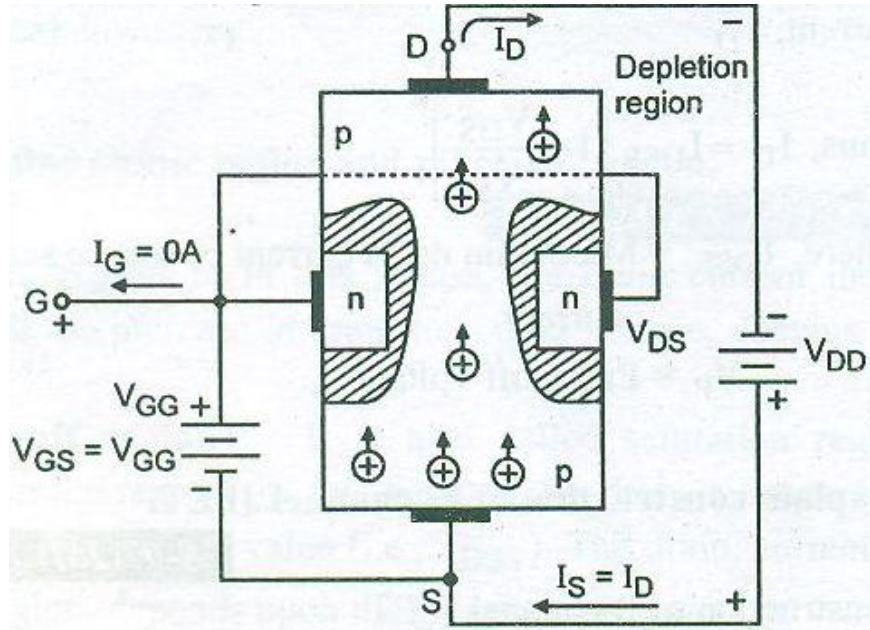 D
I_D
−
Depletion
region
p
I_G = 0A
G
+
n
n
V_DS
−
V_DD
+
V_GG +
V_GS = V_GG
p
S
I_S = I_D
+